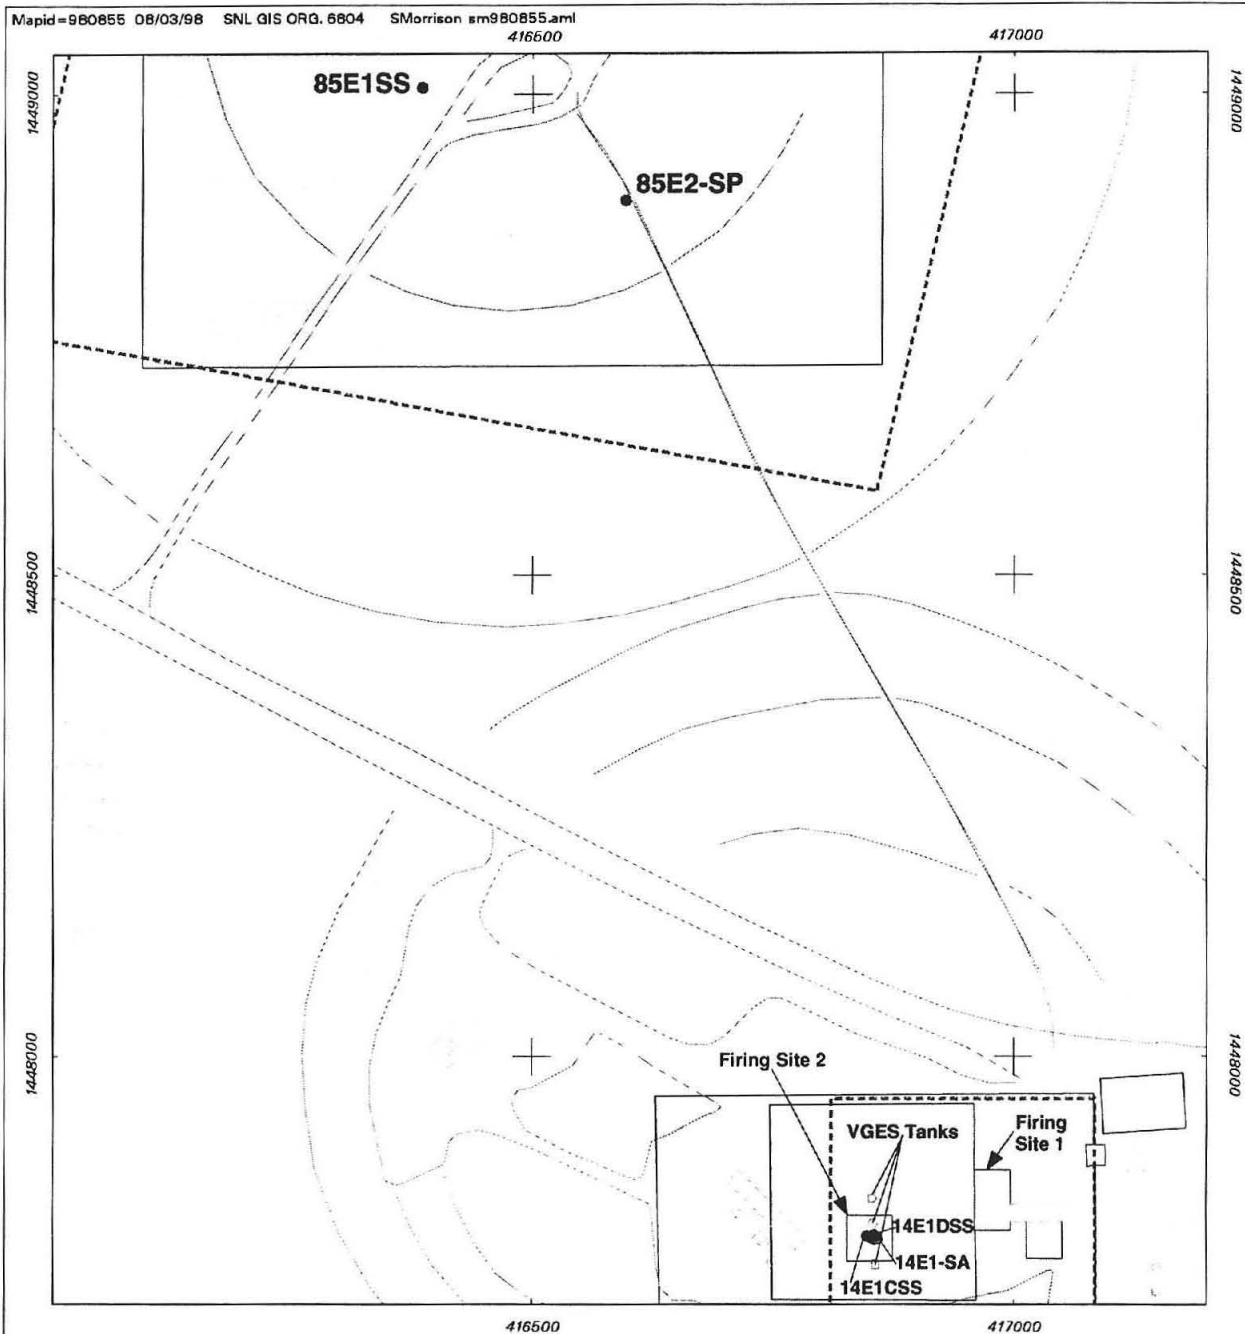 Mapid=980855 08/03/98 SNL GIS ORG. 6804 SMorrison sm980855.aml
416500
417000
1449000
1449000
85E1SS
85E2-SP
1448500
1448500
1448000
1448000
Firing Site 2
VGES Tanks
Firing
Site 1
14E1DSS
14E1-SA
14E1CSS
416500
417000